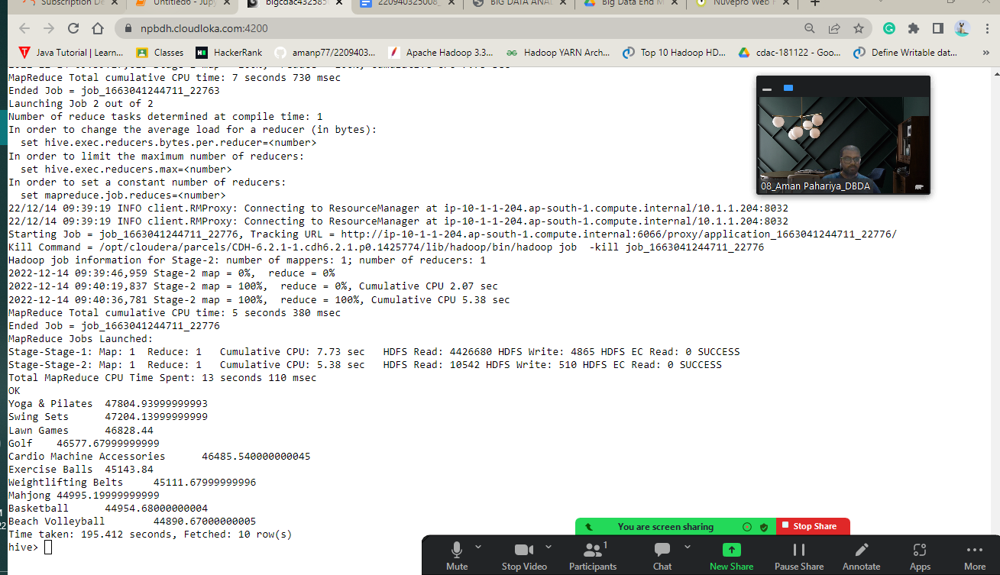 Subscription De
Untitled6 - Jupy
bigcdac432585
220940325008_
BIG DATA ANAL
Big Data End M
Nuvepro Web
npbdh.cloudloka.com:4200
Java Tutorial | Learn...
Classes
HackerRank
amanp77/2209403...
Apache Hadoop 3.3...
Hadoop YARN Arch...
Top 10 Hadoop HD...
cdac-181122 - Goo...
Define Writable dat...
MapReduce Total cumulative CPU time: 7 seconds 730 msec
Ended Job = job_1663041244711_22763
Launching Job 2 out of 2
Number of reduce tasks determined at compile time: 1
In order to change the average load for a reducer (in bytes):
  set hive.exec.reducers.bytes.per.reducer=<number>
In order to limit the maximum number of reducers:
  set hive.exec.reducers.max=<number>
In order to set a constant number of reducers:
  set mapreduce.job.reduces=<number>
22/12/14 09:39:19 INFO client.RMProxy: Connecting to ResourceManager at ip-10-1-1-204.ap-south-1.compute.internal/10.1.1.204:8032
22/12/14 09:39:19 INFO client.RMProxy: Connecting to ResourceManager at ip-10-1-1-204.ap-south-1.compute.internal/10.1.1.204:8032
Starting Job = job_1663041244711_22776, Tracking URL = http://ip-10-1-1-204.ap-south-1.compute.internal:6066/proxy/application_1663041244711_22776/
Kill Command = /opt/cloudera/parcels/CDH-6.2.1-1.cdh6.2.1.p0.1425774/lib/hadoop/bin/hadoop job  -kill job_1663041244711_22776
Hadoop job information for Stage-2: number of mappers: 1; number of reducers: 1
2022-12-14 09:39:46,959 Stage-2 map = 0%,  reduce = 0%
2022-12-14 09:40:19,837 Stage-2 map = 100%,  reduce = 0%, Cumulative CPU 2.07 sec
2022-12-14 09:40:36,781 Stage-2 map = 100%,  reduce = 100%, Cumulative CPU 5.38 sec
MapReduce Total cumulative CPU time: 5 seconds 380 msec
Ended Job = job_1663041244711_22776
MapReduce Jobs Launched:
Stage-Stage-1: Map: 1  Reduce: 1   Cumulative CPU: 7.73 sec   HDFS Read: 4426680 HDFS Write: 4865 HDFS EC Read: 0 SUCCESS
Stage-Stage-2: Map: 1  Reduce: 1   Cumulative CPU: 5.38 sec   HDFS Read: 10542 HDFS Write: 510 HDFS EC Read: 0 SUCCESS
Total MapReduce CPU Time Spent: 13 seconds 110 msec
OK
Yoga & Pilates  47804.93999999993
Swing Sets      47204.13999999999
Lawn Games      46828.44
Golf    46577.67999999999
Cardio Machine Accessories      46485.540000000045
Exercise Balls  45143.84
Weightlifting Belts     45111.67999999996
Mahjong 44995.19999999999
Basketball      44954.68000000004
Beach Volleyball        44890.67000000005
Time taken: 195.412 seconds, Fetched: 10 row(s)
hive>
08_Aman Pahariya_DBDA
You are screen sharing
Stop Share
Mute
Stop Video
Participants
1
Chat
New Share
Pause Share
Annotate
Apps
More